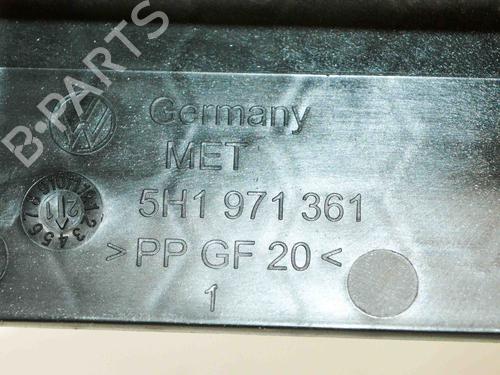 B-PARTS
Germany
MET
5H1 971 361
>PP GF 20<
1